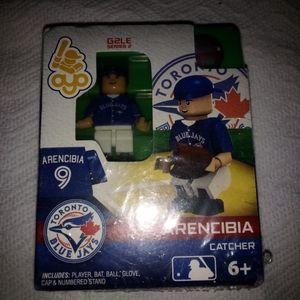 oyo
G2LE
SERIES 2
TORONTO
BLUE JAYS
BLUE JAYS
ARENCIBIA
9
TORONTO
BLUE JAYS
ARENCIBIA
CATCHER
INCLUDES: PLAYER, BAT, BALL, GLOVE,
CAP & NUMBERED STAND
6+